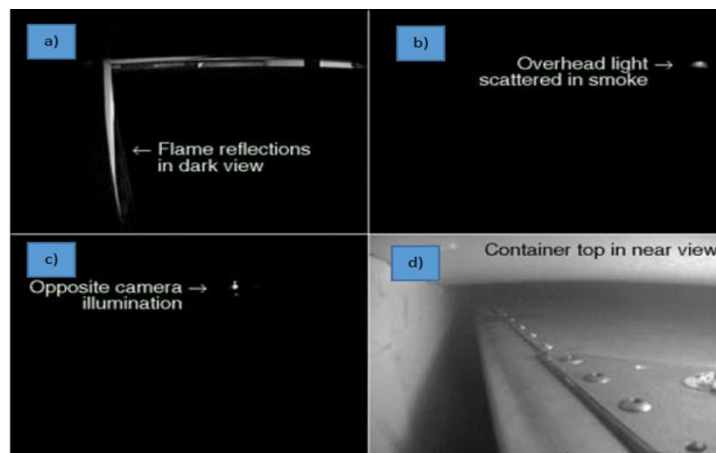 a)
← Flame reflections
in dark view
b)
Overhead light →
scattered in smoke
c)
Opposite camera →
illumination
d)
Container top in near view